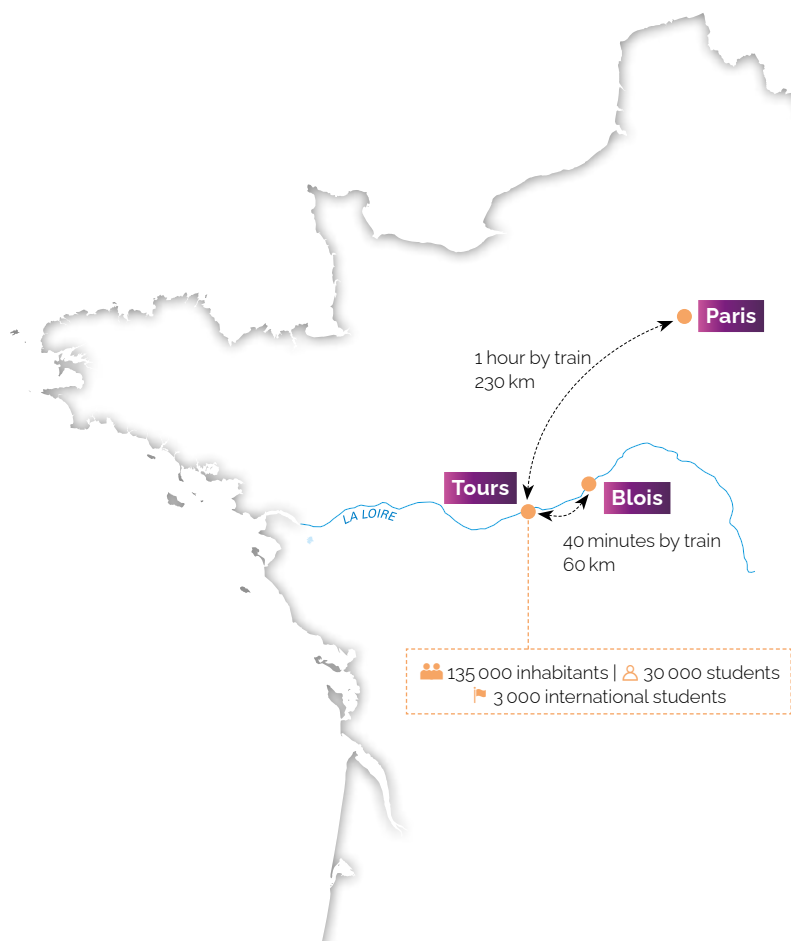 Paris
1 hour by train
230 km
Tours
Blois
LA LOIRE
40 minutes by train
60 km
135 000 inhabitants | 30 000 students
3 000 international students